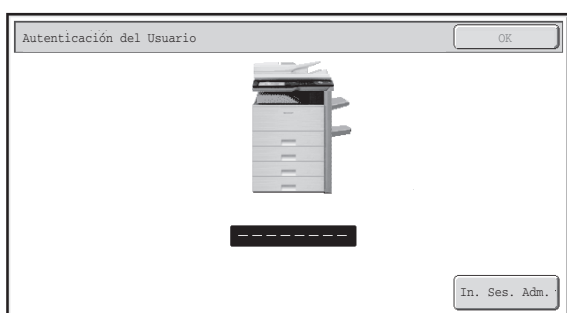 Autenticación del Usuario
OK
--------
In. Ses. Adm.